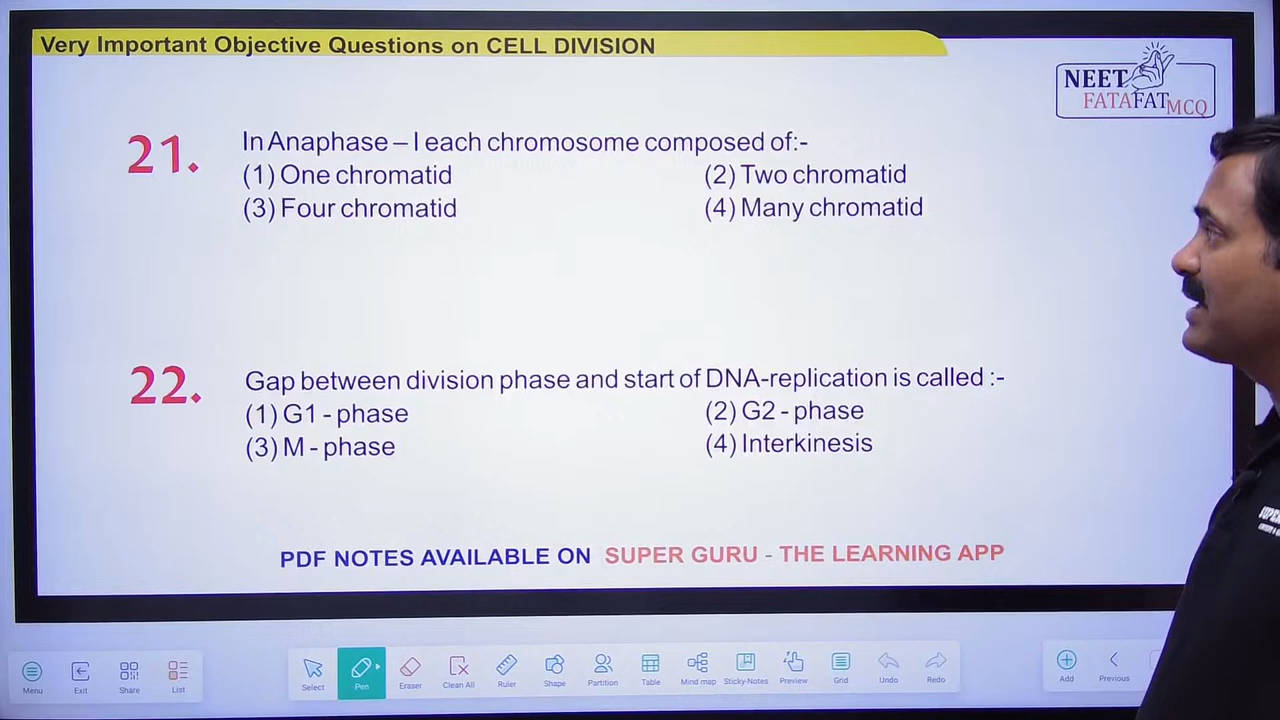 Very Important Objective Questions on CELL DIVISION
NEET
FATAFAT MCQ
21. In Anaphase – I each chromosome composed of:-
(1) One chromatid (2) Two chromatid
(3) Four chromatid (4) Many chromatid
22. Gap between division phase and start of DNA-replication is called :-
(1) G1 - phase (2) G2 - phase
(3) M - phase (4) Interkinesis
PDF NOTES AVAILABLE ON SUPER GURU - THE LEARNING APP
Menu Exit Share List Select Pen Eraser Clean All Ruler Shape Partition Table Mind map Sticky-Notes Preview Grid Undo Redo Add Previous